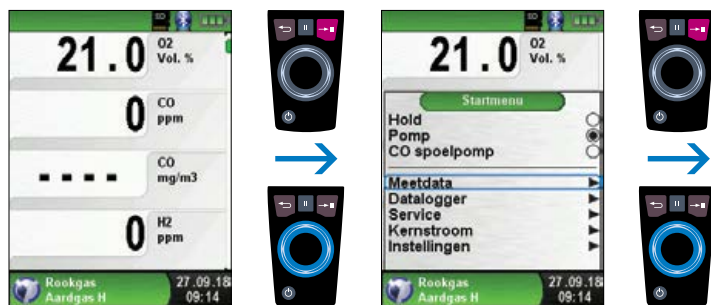 SD
21.0 O2 Vol. %
0 CO ppm
---- CO mg/m3
0 H2 ppm
Rookgas 27.09.18
Aardgas H 09:14
SD
21.0 O2 Vol. %
Startmenu
Hold
Pomp
CO spoelpomp
Meetdata
Datalogger
Service
Kernstroom
Instellingen
Rookgas 27.09.18
Aardgas H 09:14